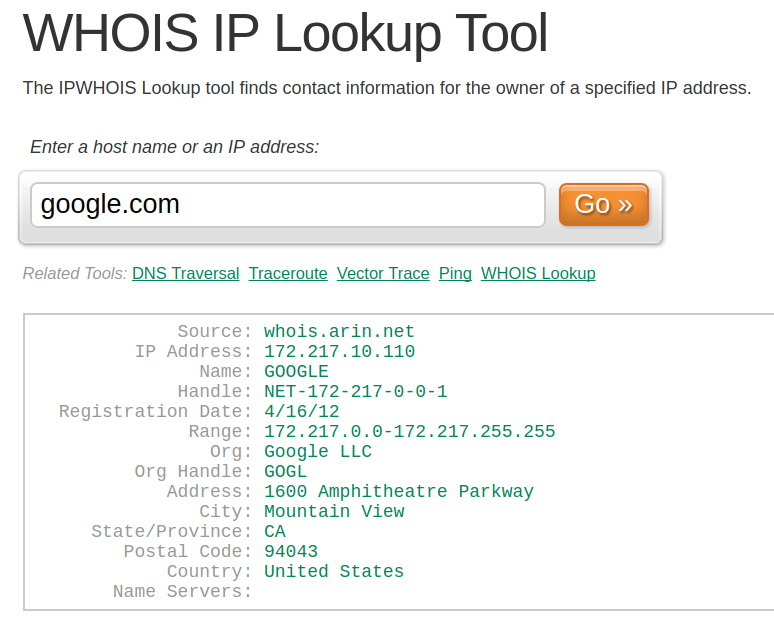 WHOIS IP Lookup Tool
The IPWHOIS Lookup tool finds contact information for the owner of a specified IP address.
Enter a host name or an IP address:
google.com Go »
Related Tools: DNS Traversal Traceroute Vector Trace Ping WHOIS Lookup
Source: whois.arin.net
IP Address: 172.217.10.110
Name: GOOGLE
Handle: NET-172-217-0-0-1
Registration Date: 4/16/12
Range: 172.217.0.0-172.217.255.255
Org: Google LLC
Org Handle: GOGL
Address: 1600 Amphitheatre Parkway
City: Mountain View
State/Province: CA
Postal Code: 94043
Country: United States
Name Servers: